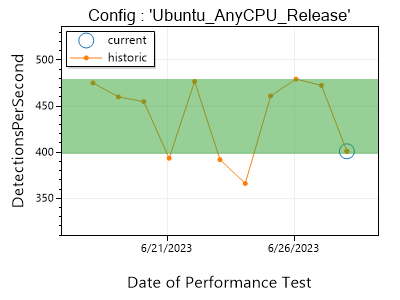 Config : 'Ubuntu_AnyCPU_Release'
current
historic
500
450
400
350
DetectionsPerSecond
6/21/2023
6/26/2023
Date of Performance Test